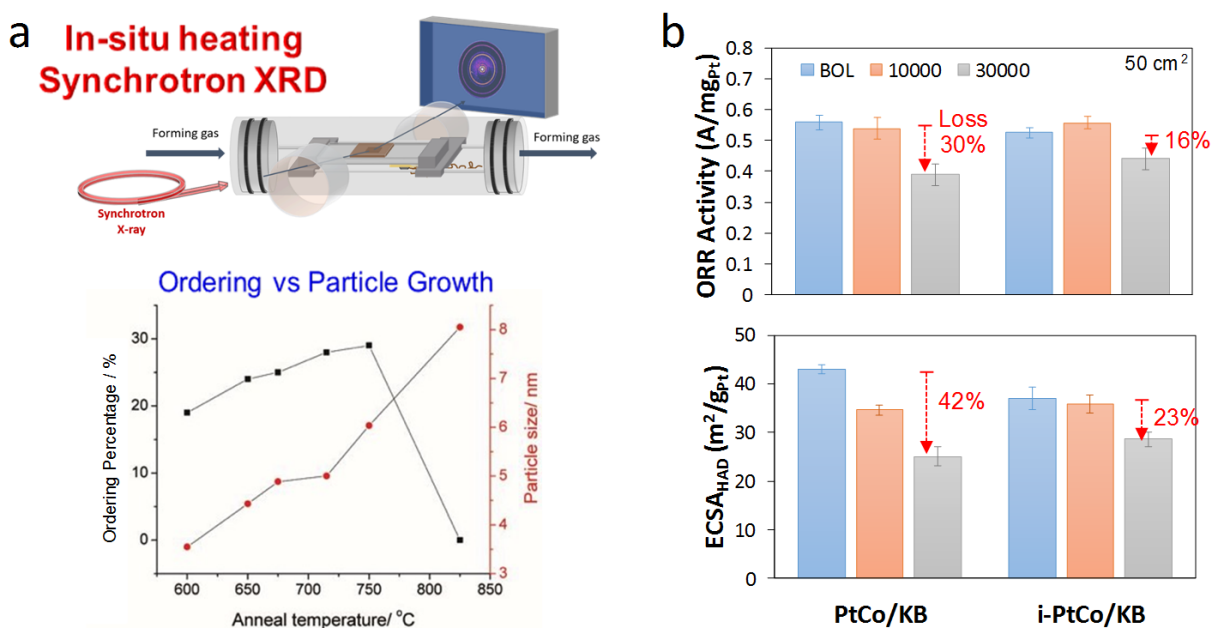 a
In-situ heating
Synchrotron XRD
Forming gas
Forming gas
Synchrotron
X-ray
Ordering vs Particle Growth
Ordering Percentage / %
30
20
10
0
8
7
6
5
4
3
Particle size/ nm
600 650 700 750 800 850
Anneal temperature/ °C
b
ORR Activity (A/mgPt)
0.8
0.7
0.6
0.5
0.4
0.3
0.2
0.1
0
BOL 10000 30000
50 cm²
Loss
30%
16%
ECSAHAD (m²/gPt)
50
40
30
20
10
0
42%
23%
PtCo/KB i-PtCo/KB